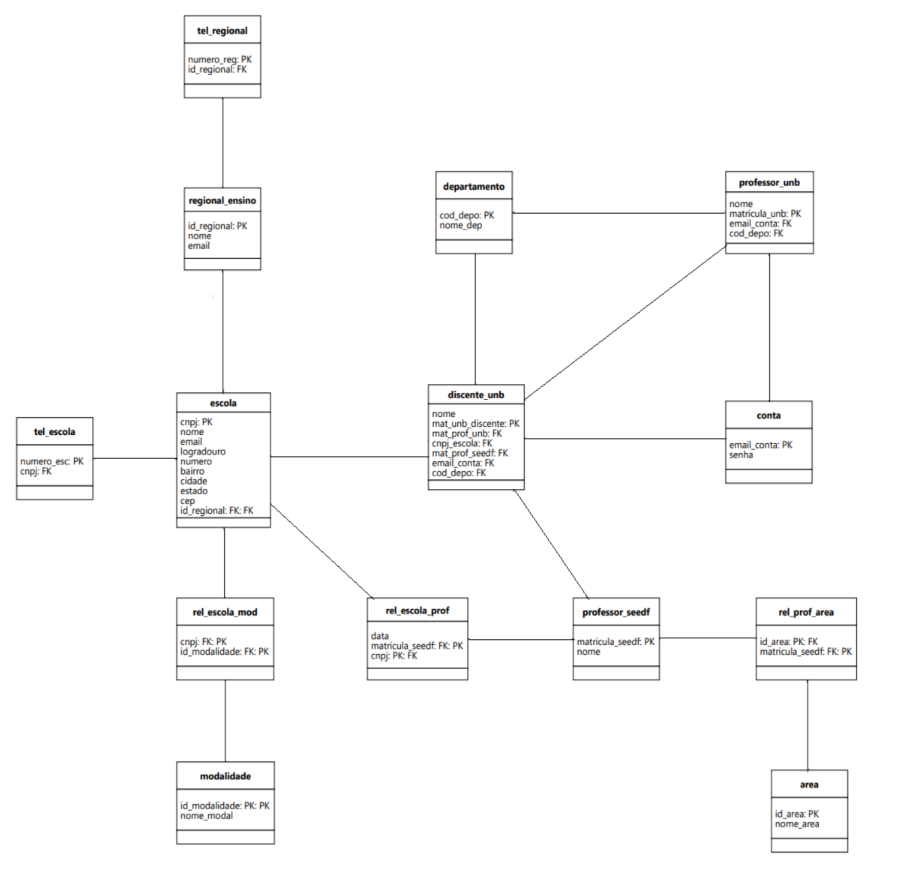 tel_regional
numero_reg: PK
id_regional: FK
regional_ensino
id_regional: PK
nome
email
departamento
cod_depo: PK
nome_dep
professor_unb
nome
matricula_unb: PK
email_conta: FK
cod_depo: FK
escola
cnpj: PK
nome
email
logradouro
numero
bairro
cidade
estado
cep
id_regional: FK: FK
tel_escola
numero_esc: PK
cnpj: FK
discente_unb
nome
mat_unb_discente: PK
mat_prof_unb: FK
cnpj_escola: FK
mat_prof_seedf: FK
email_conta: FK
cod_depo: FK
conta
email_conta: PK
senha
rel_escola_mod
cnpj: FK: PK
id_modalidade: FK: PK
rel_escola_prof
data
matricula_seedf: FK: PK
cnpj: PK: FK
professor_seedf
matricula_seedf: PK
nome
rel_prof_area
id_area: PK: FK
matricula_seedf: FK: PK
modalidade
id_modalidade: PK: PK
nome_modal
area
id_area: PK
nome_area